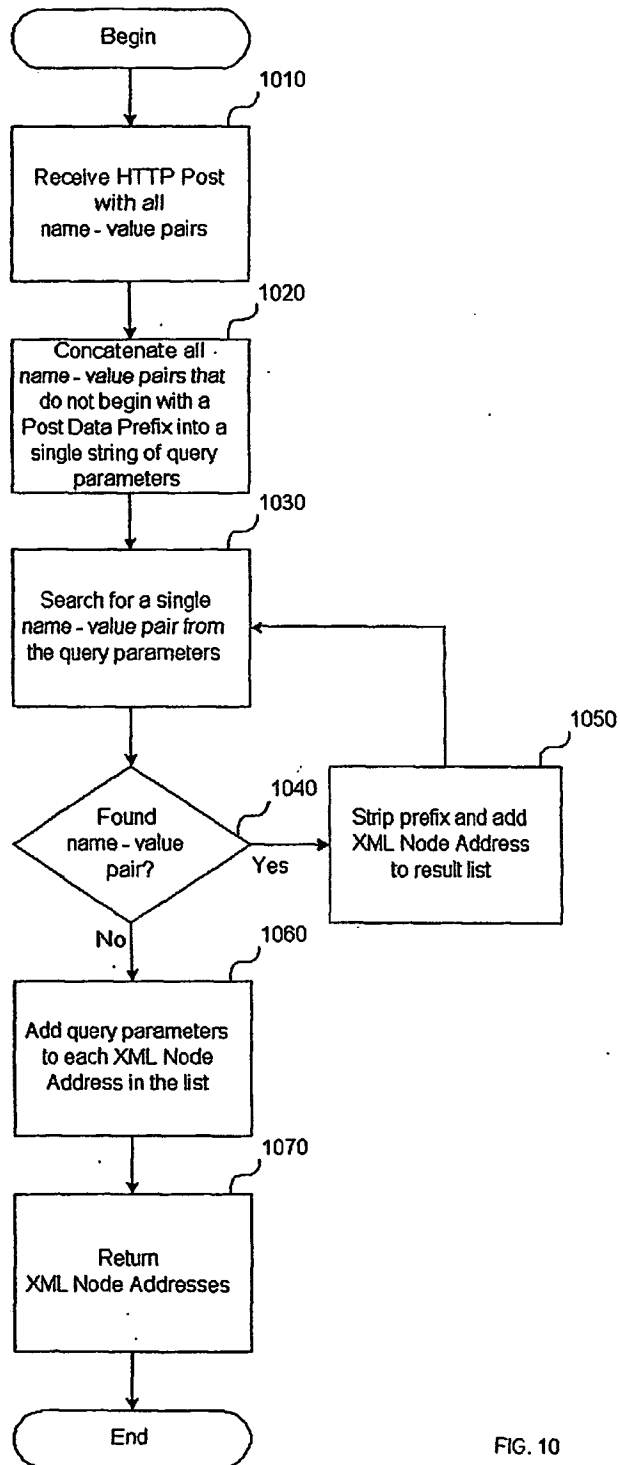 Begin
1010
Receive HTTP Post
with all
name - value pairs
1020
Concatenate all
name - value pairs that
do not begin with a
Post Data Prefix into a
single string of query
parameters
1030
Search for a single
name - value pair from
the query parameters
1040
Found
name - value
pair?
Yes
1050
Strip prefix and add
XML Node Address
to result list
No
1060
Add query parameters
to each XML Node
Address in the list
1070
Return
XML Node Addresses
End
FIG. 10